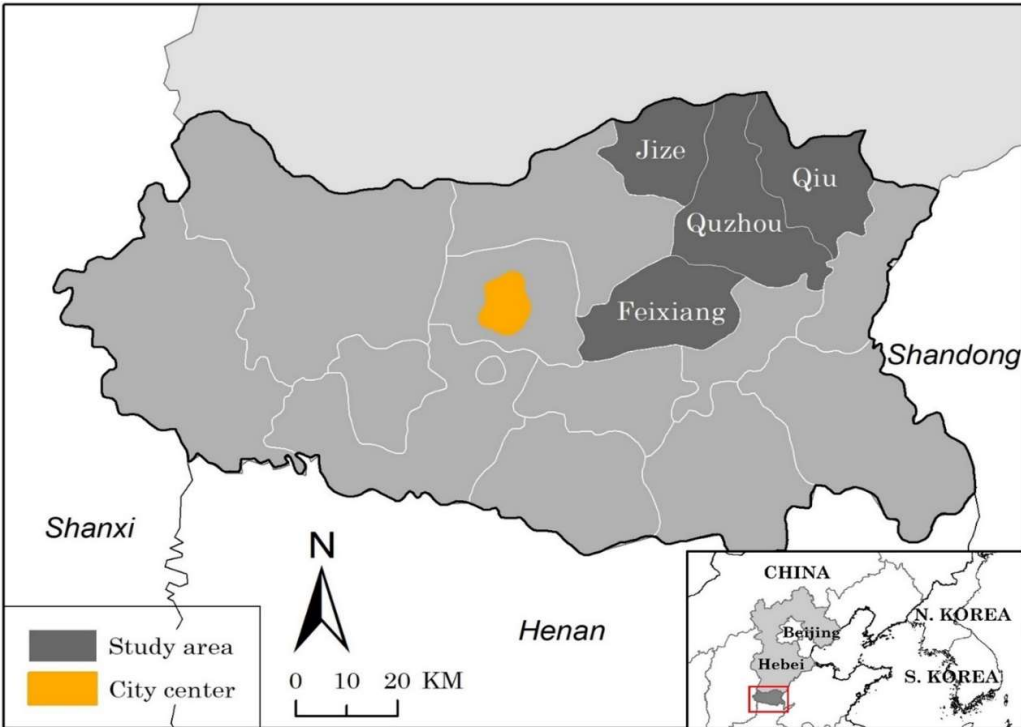 Jize
Qiu
Quzhou
Feixiang
Shandong
Shanxi
N
Henan
Study area
City center
0 10 20 KM
CHINA
Beijing
N. KOREA
Hebei
S. KOREA